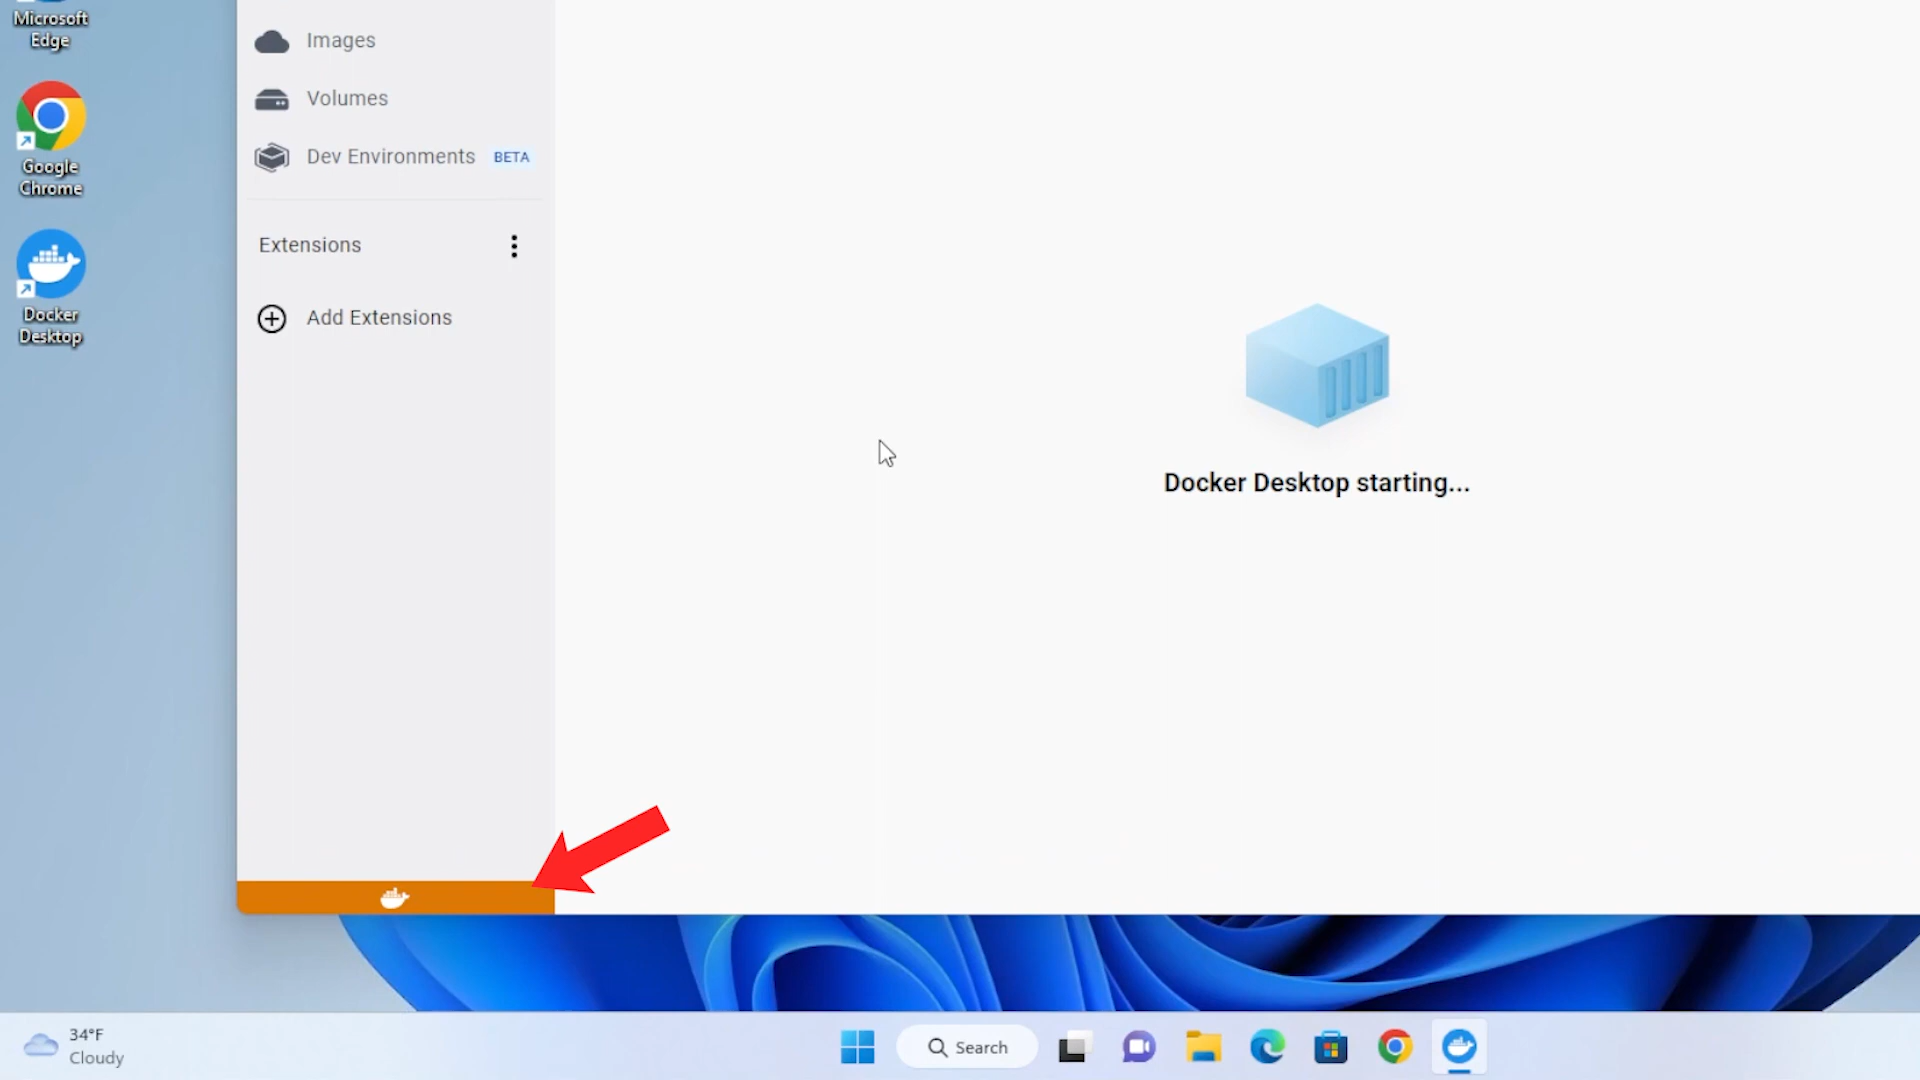 Microsoft
Edge
Google
Chrome
Docker
Desktop
Images
Volumes
Dev Environments BETA
Extensions
Add Extensions
Docker Desktop starting...
34°F
Cloudy
Search